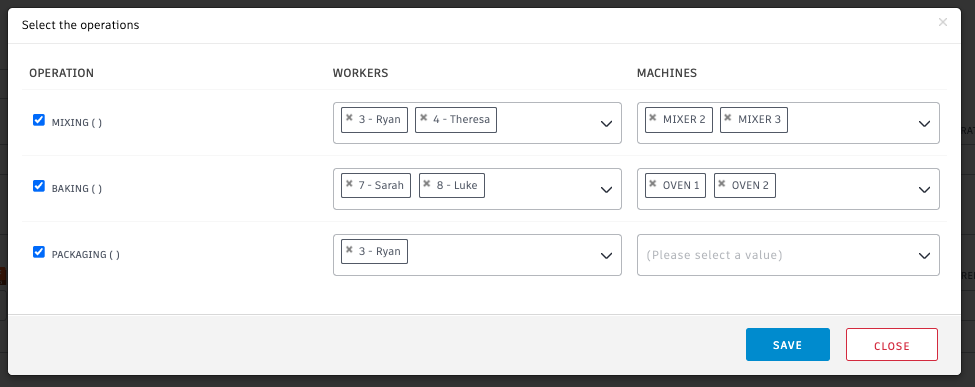 Select the operations ×
OPERATION WORKERS MACHINES
MIXING ( ) × 3 - Ryan × 4 - Theresa × MIXER 2 × MIXER 3
BAKING ( ) × 7 - Sarah × 8 - Luke × OVEN 1 × OVEN 2
PACKAGING ( ) × 3 - Ryan (Please select a value)
SAVE CLOSE